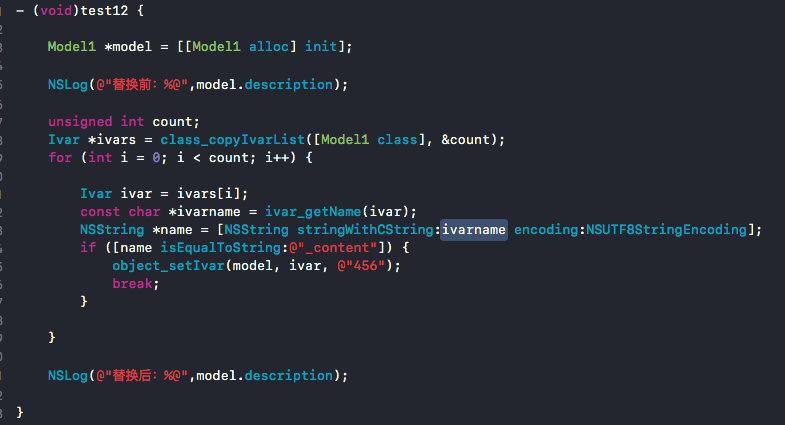 - (void)test12 {
Model1 *model = [[Model1 alloc] init];
NSLog(@"替换前：%@",model.description);
unsigned int count;
Ivar *ivars = class_copyIvarList([Model1 class], &count);
for (int i = 0; i < count; i++) {
Ivar ivar = ivars[i];
const char *ivarname = ivar_getName(ivar);
NSString *name = [NSString stringWithCString:ivarname encoding:NSUTF8StringEncoding];
if ([name isEqualToString:@"_content"]) {
object_setIvar(model, ivar, @"456");
break;
}
}
NSLog(@"替换后：%@",model.description);
}